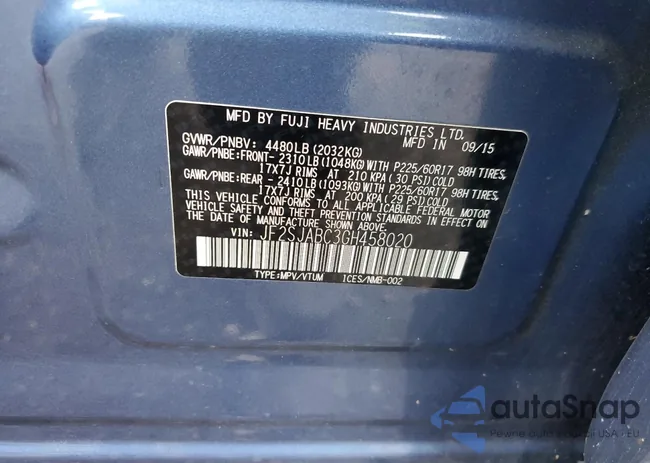 MFD BY FUJI HEAVY INDUSTRIES LTD.
GVWR/PNBV: 4480LB (2032KG) MFD IN 09/15
GAWR/PNBE:FRONT- 2310LB(1048KG)WITH P225/60R17 98H TIRES,
17X7J RIMS AT 210 KPA (30 PSI)COLD
GAWR/PNBE:REAR - 2410LB(1093KG)WITH P225/60R17 98H TIRES,
17X7J RIMS AT 200 KPA (29 PSI)COLD
THIS VEHICLE CONFORMS TO ALL APPLICABLE FEDERAL MOTOR
VEHICLE SAFETY AND THEFT PREVENTION STANDARDS IN EFFECT ON
THE DATE OF MANUFACTURE SHOWN ABOVE.
VIN: JF2SJABC3GH458020
TYPE:MPV/VTUM ICES/NMB-002
autoSnap
Pewne auto z USA - EU